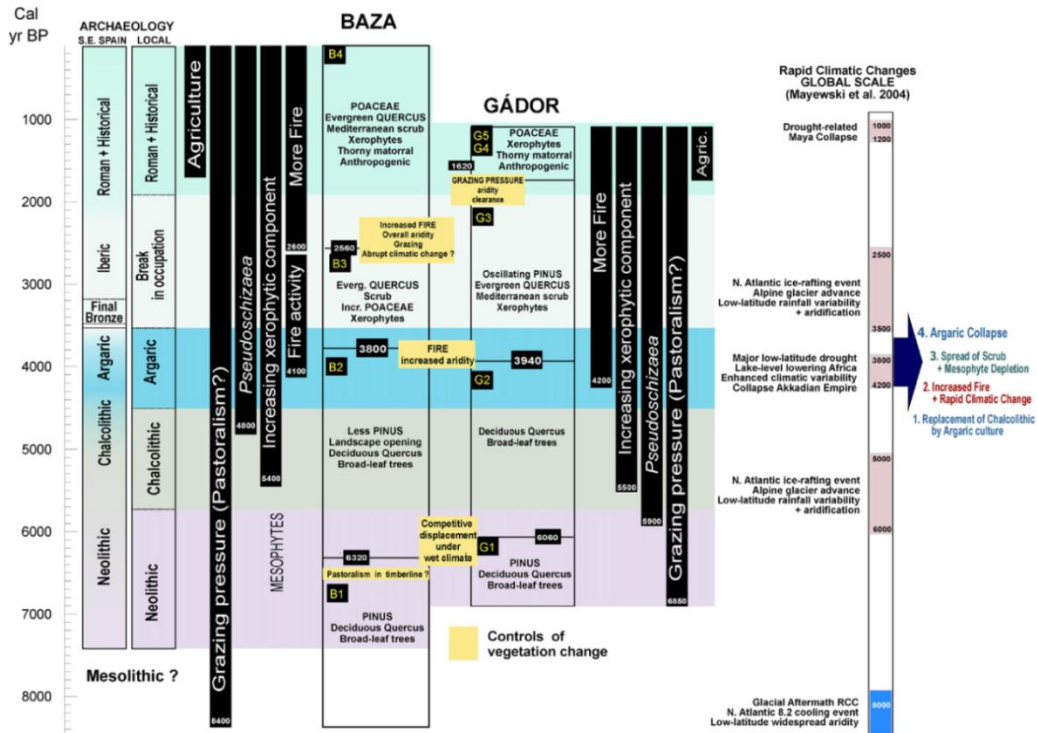 Cal
yr BP
ARCHAEOLOGY
S.E. SPAIN
LOCAL
BAZA
GÁDOR
Rapid Climatic Changes
GLOBAL SCALE
(Mayewski et al. 2004)
1000
2000
3000
4000
5000
6000
7000
8000
Roman + Historical
Iberic
Final
Bronze
Argaric
Chalcolithic
Neolithic
Mesolithic ?
Roman + Historical
Break
in occupation
Argaric
Chalcolithic
Neolithic
Agriculture
Grazing pressure (Pastoralism?)
8400
Pseudoschizaea
4800
Increasing xerophytic component
5400
More Fire
2600
Fire activity
4100
MESOPHYTES
B4
POACEAE
Evergreen QUERCUS
Mediterranean scrub
Xerophytes
Thorny matorral
Anthropogenic
2560
B3
Increased FIRE
Overall aridity
Grazing
Abrupt climatic change ?
Everg. QUERCUS
Scrub
Incr. POACEAE
Xerophytes
3800
B2
FIRE
increased aridity
Less PINUS
Landscape opening
Deciduous Quercus
Broad-leaf trees
6320
Pastoralism in timberline ?
B1
PINUS
Deciduous Quercus
Broad-leaf trees
Competitive
displacement
under
wet climate
G5
G4
POACEAE
Xerophytes
Thorny matorral
Anthropogenic
1620
GRAZING PRESSURE
aridity
clearance
G3
Oscillating PINUS
Evergreen QUERCUS
Mediterranean scrub
Xerophytes
3940
G2
Deciduous Quercus
Broad-leaf trees
6060
G1
PINUS
Deciduous Quercus
Broad-leaf trees
Controls of
vegetation change
More Fire
4200
Increasing xerophytic component
5500
Pseudoschizaea
5900
Grazing pressure (Pastoralism?)
6850
Agric.
Drought-related
Maya Collapse
1000
1200
N. Atlantic ice-rafting event
Alpine glacier advance
Low-latitude rainfall variability
+ aridification
2500
3500
Major low-latitude drought
Lake-level lowering Africa
Enhanced climatic variability
Collapse Akkadian Empire
3800
4200
N. Atlantic ice-rafting event
Alpine glacier advance
Low-latitude rainfall variability
+ aridification
5000
6000
Glacial Aftermath RCC
N. Atlantic 8.2 cooling event
Low-latitude widespread aridity
8000
4. Argaric Collapse
3. Spread of Scrub
+ Mesophyte Depletion
2. Increased Fire
+ Rapid Climatic Change
1. Replacement of Chalcolithic
by Argaric culture